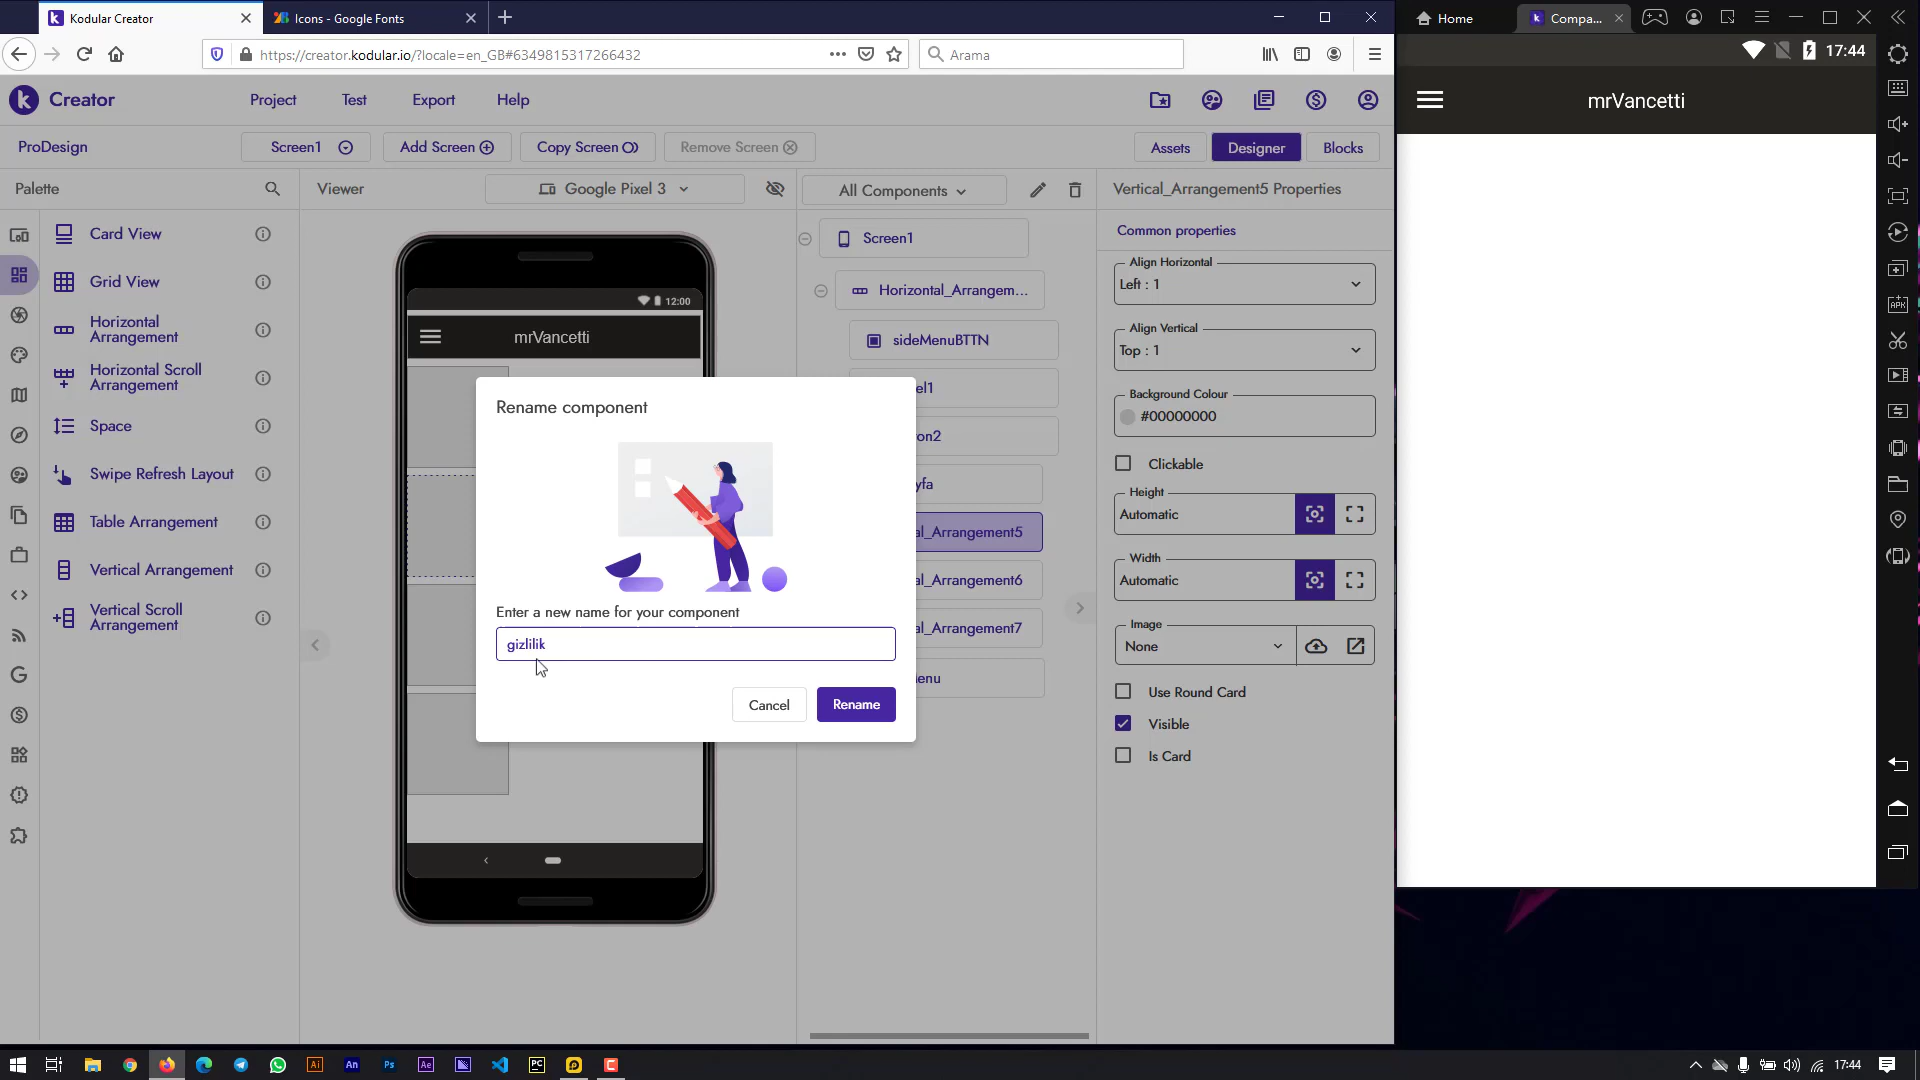 Kodular Creator
Icons - Google Fonts
https://creator.kodular.io/?locale=en_GB#6349815317266432
Arama
Home
Compa...
17:44
mrVancetti
Creator
Project
Test
Export
Help
ProDesign
Screen1
Add Screen
Copy Screen
Remove Screen
Assets
Designer
Blocks
Palette
Viewer
Google Pixel 3
All Components
Vertical_Arrangement5 Properties
Card View
Grid View
Horizontal
Arrangement
Horizontal Scroll
Arrangement
Space
Swipe Refresh Layout
Table Arrangement
Vertical Arrangement
Vertical Scroll
Arrangement
12:00
mrVancetti
Rename component
Enter a new name for your component
gizlilik
Cancel
Rename
Screen1
Horizontal_Arrangem...
sideMenuBTTN
el1
on2
yfa
al_Arrangement5
al_Arrangement6
al_Arrangement7
enu
Common properties
Align Horizontal
Left : 1
Align Vertical
Top : 1
Background Colour
#00000000
Clickable
Height
Automatic
Width
Automatic
Image
None
Use Round Card
Visible
Is Card
APK
Ai
An
Ps
Ae
PC
17:44